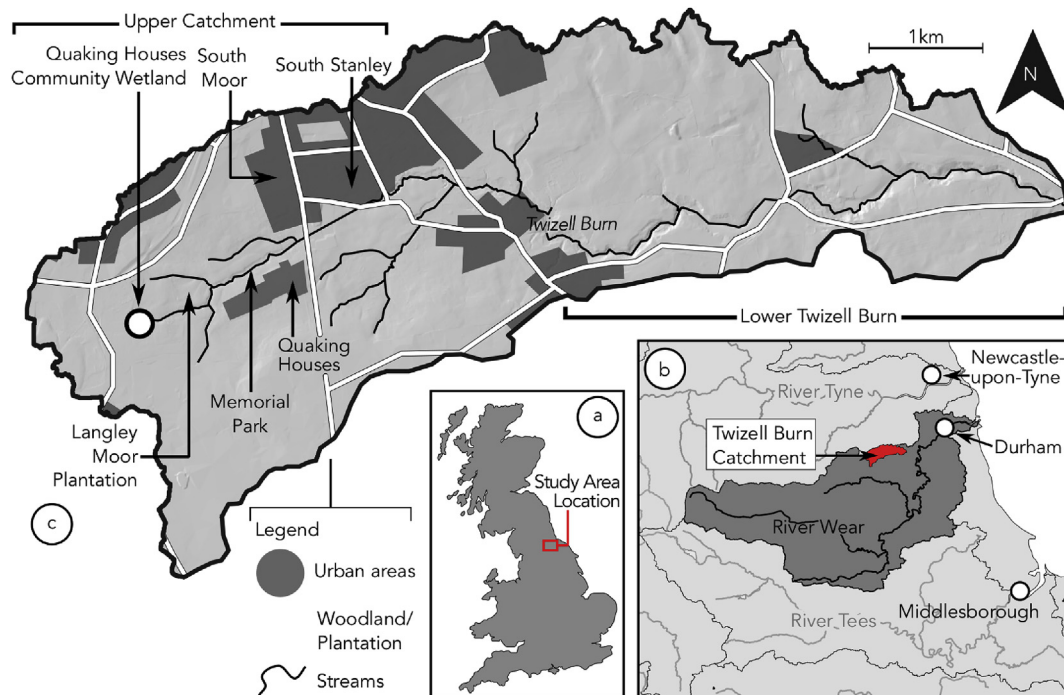 Upper Catchment
Quaking Houses
Community Wetland
South
Moor
South Stanley
1km
N
Twizell Burn
Lower Twizell Burn
Quaking
Houses
Memorial
Park
Langley
Moor
Plantation
c
Legend
Urban areas
Woodland/
Plantation
Streams
a
Study Area
Location
b
Newcastle-
upon-Tyne
River Tyne
Twizell Burn
Catchment
Durham
River Wear
Middlesborough
River Tees